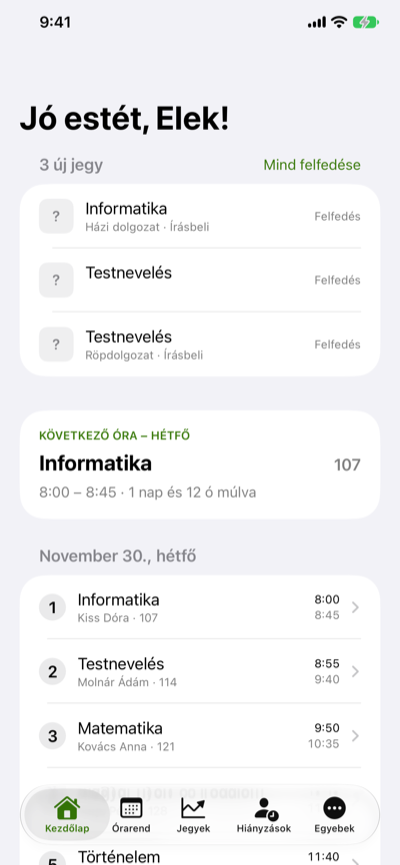 9:41
Jó estét, Elek!
3 új jegy
Mind felfedése
?
Informatika
Házi dolgozat · Írásbeli
Felfedés
?
Testnevelés
Felfedés
?
Testnevelés
Röpdolgozat · Írásbeli
Felfedés
KÖVETKEZŐ ÓRA – HÉTFŐ
Informatika
107
8:00 – 8:45 · 1 nap és 12 ó múlva
November 30., hétfő
1
Informatika
Kiss Dóra · 107
8:00
8:45
2
Testnevelés
Molnár Ádám · 114
8:55
9:40
3
Matematika
Kovács Anna · 121
9:50
10:35
Kezdőlap
Órarend
Jegyek
Hiányzások
Egyebek
5
Történelem
11:40